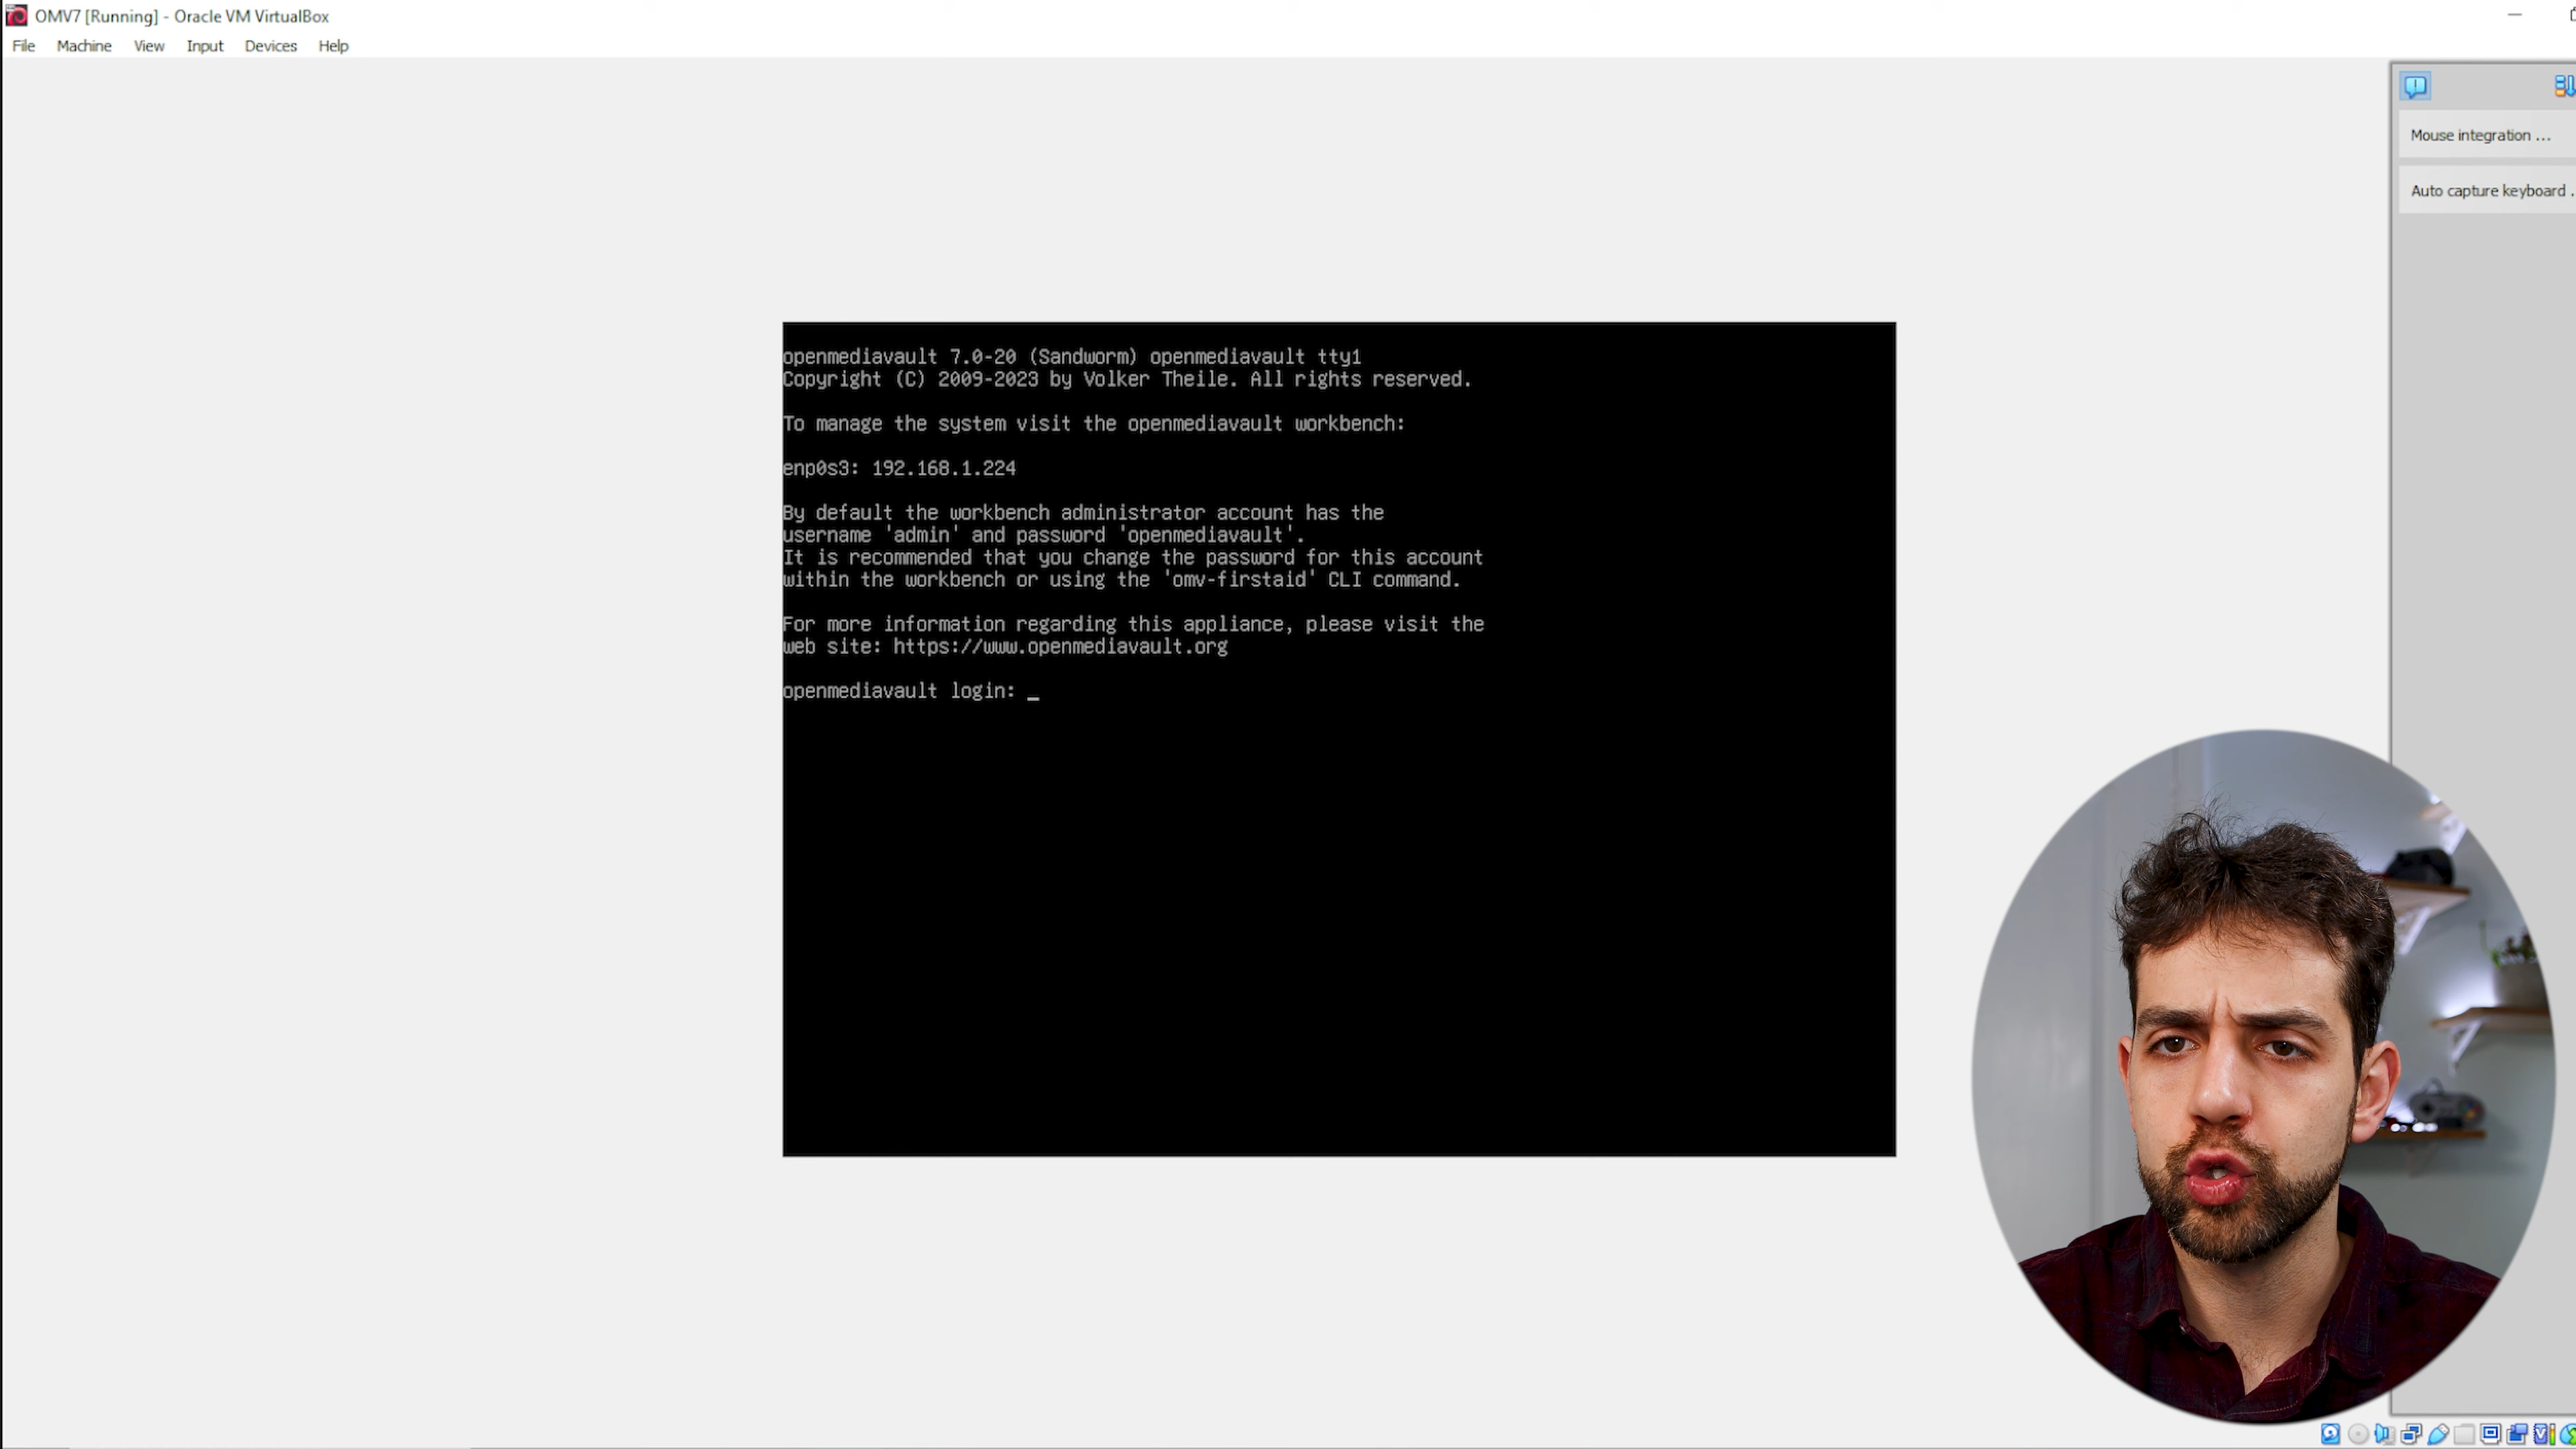 OMV7 [Running] - Oracle VM VirtualBox
File Machine View Input Devices Help
Mouse integration ...
Auto capture keyboard .
openmediavault 7.0-20 (Sandworm) openmediavault tty1
Copyright (C) 2009-2023 by Volker Theile. All rights reserved.
To manage the system visit the openmediavault workbench:
enp0s3: 192.168.1.224
By default the workbench administrator account has the
username 'admin' and password 'openmediavault'.
It is recommended that you change the password for this account
within the workbench or using the 'omv-firstaid' CLI command.
For more information regarding this appliance, please visit the
web site: https://www.openmediavault.org
openmediavault login: _